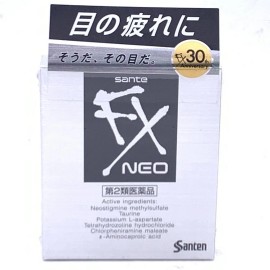 目の疲れに
そうだ、その目だ。
FX30
sante
FX
NEO
第2類医薬品
Active ingredients:
Neostigmine methylsulfate
Taurine
Potassium L-aspartate
Tetrahydrozoline hydrochloride
Chlorpheniramine maleate
ε-Aminocaproic acid
Santen